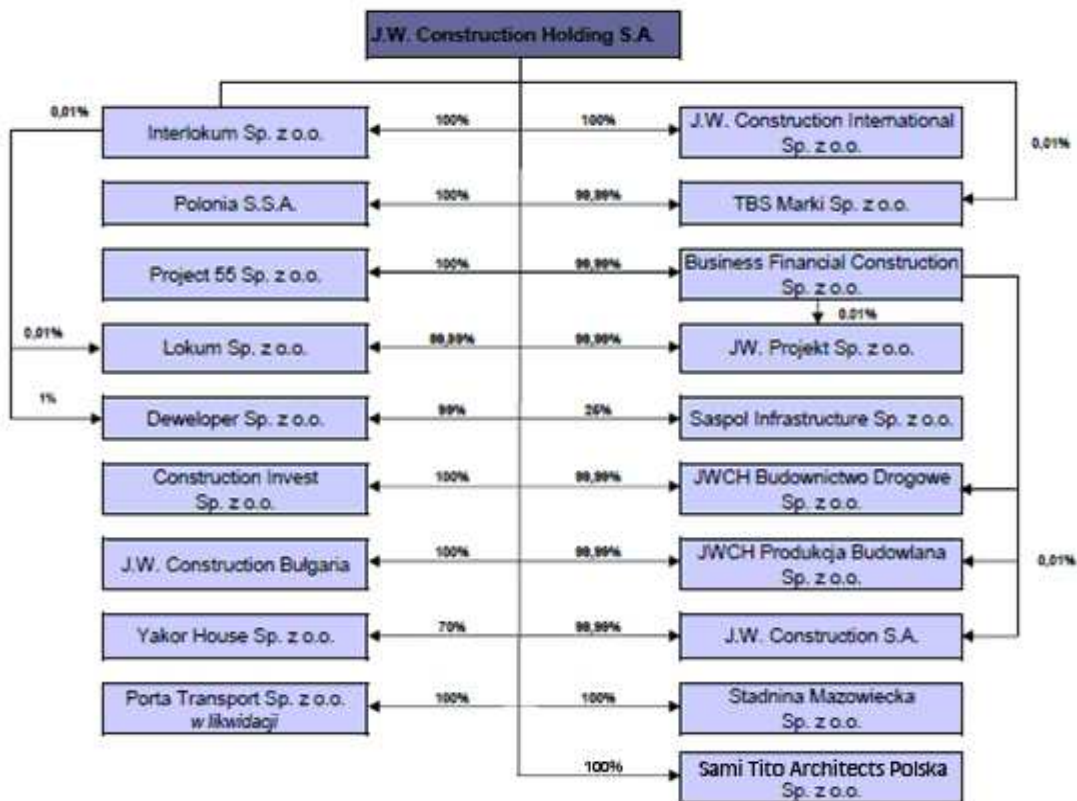 J.W. Construction Holding S.A.
0,01%
Interlokum Sp. z o.o.
100%
100%
J.W. Construction International
Sp. z o.o.
0,01%
Polonia S.S.A.
100%
99,99%
TBS Marki Sp. z o.o.
Project 55 Sp. z o.o.
100%
99,99%
Business Financial Construction
Sp. z o.o.
0,01%
0,01%
Lokum Sp. z o.o.
99,99%
99,99%
JW. Projekt Sp. z o.o.
1%
Deweloper Sp. z o.o.
99%
25%
Saspol Infrastructure Sp. z o.o.
Construction Invest
Sp. z o.o.
100%
99,99%
JWCH Budownictwo Drogowe
Sp. z o.o.
J.W. Construction Bułgaria
100%
99,99%
JWCH Produkcja Budowlana
Sp. z o.o.
0,01%
Yakor House Sp. z o.o.
70%
99,99%
J.W. Construction S.A.
Porta Transport Sp. z o.o.
w likwidacji
100%
100%
Stadnina Mazowiecka
Sp. z o.o.
100%
Sami Tito Architects Polska
Sp. z o.o.